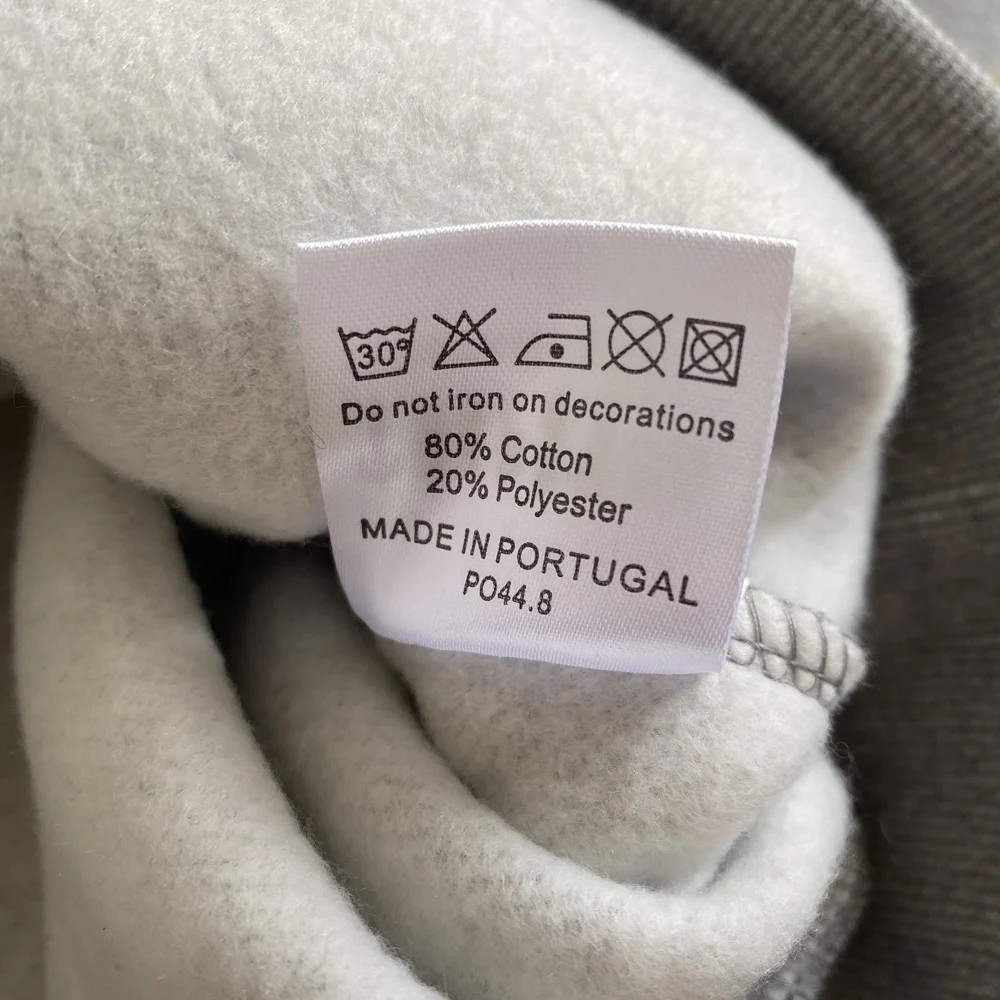 30°
Do not iron on decorations
80% Cotton
20% Polyester
MADE IN PORTUGAL
PO44.8